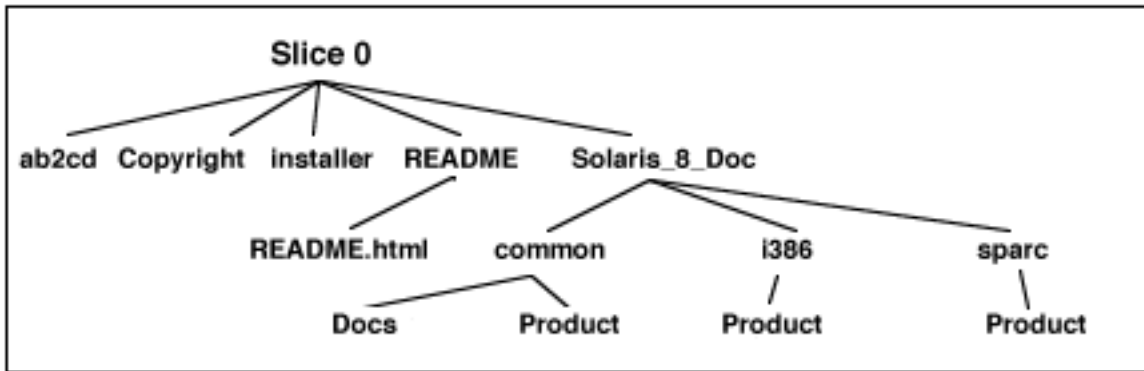 Slice 0
ab2cd Copyright installer README Solaris_8_Doc
README.html common i386 sparc
Docs Product Product Product